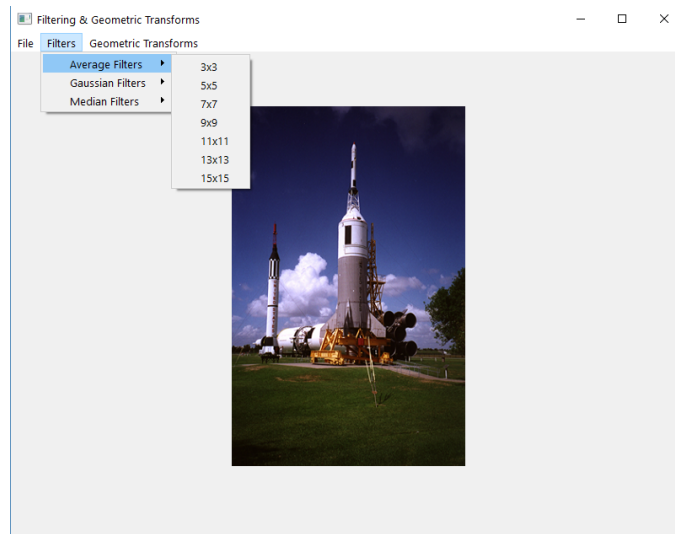 Filtering & Geometric Transforms
File Filters Geometric Transforms
Average Filters
Gaussian Filters
Median Filters
3x3
5x5
7x7
9x9
11x11
13x13
15x15